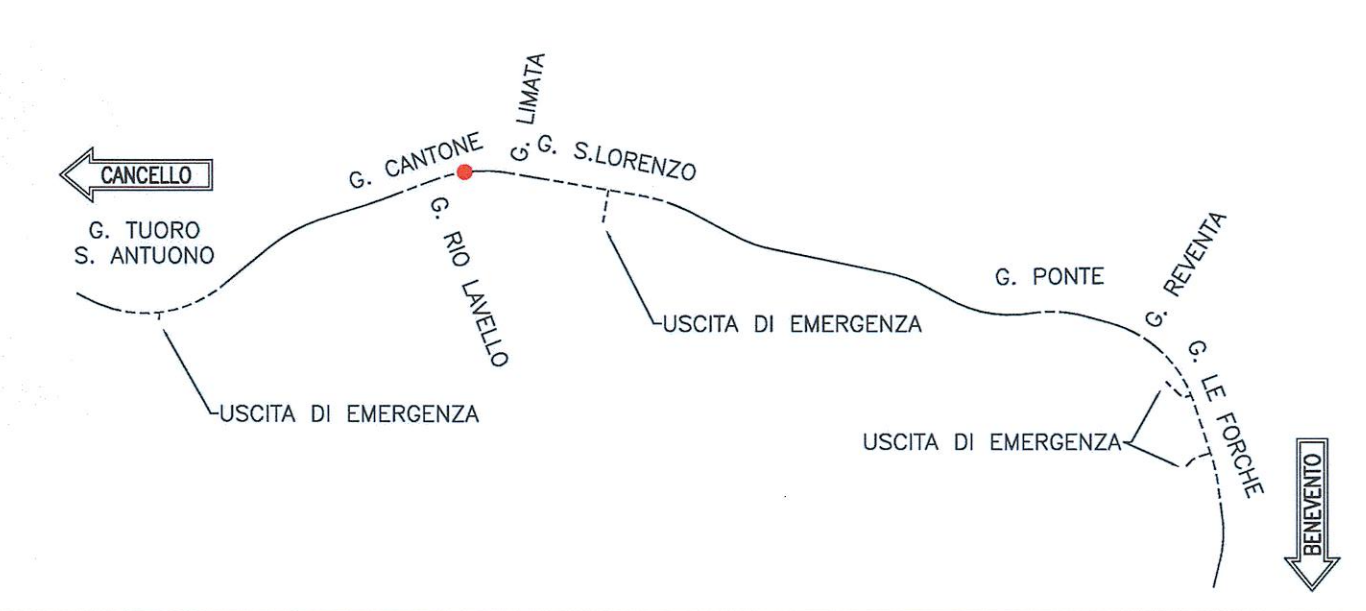 G. LIMATA
G. CANTONE
G. S.LORENZO
CANCELLO
G. TUORO
S. ANTUONO
G. RIO LAVELLO
G. REVENTA
G. PONTE
USCITA DI EMERGENZA
G. LE FORCHE
USCITA DI EMERGENZA
USCITA DI EMERGENZA
BENEVENTO